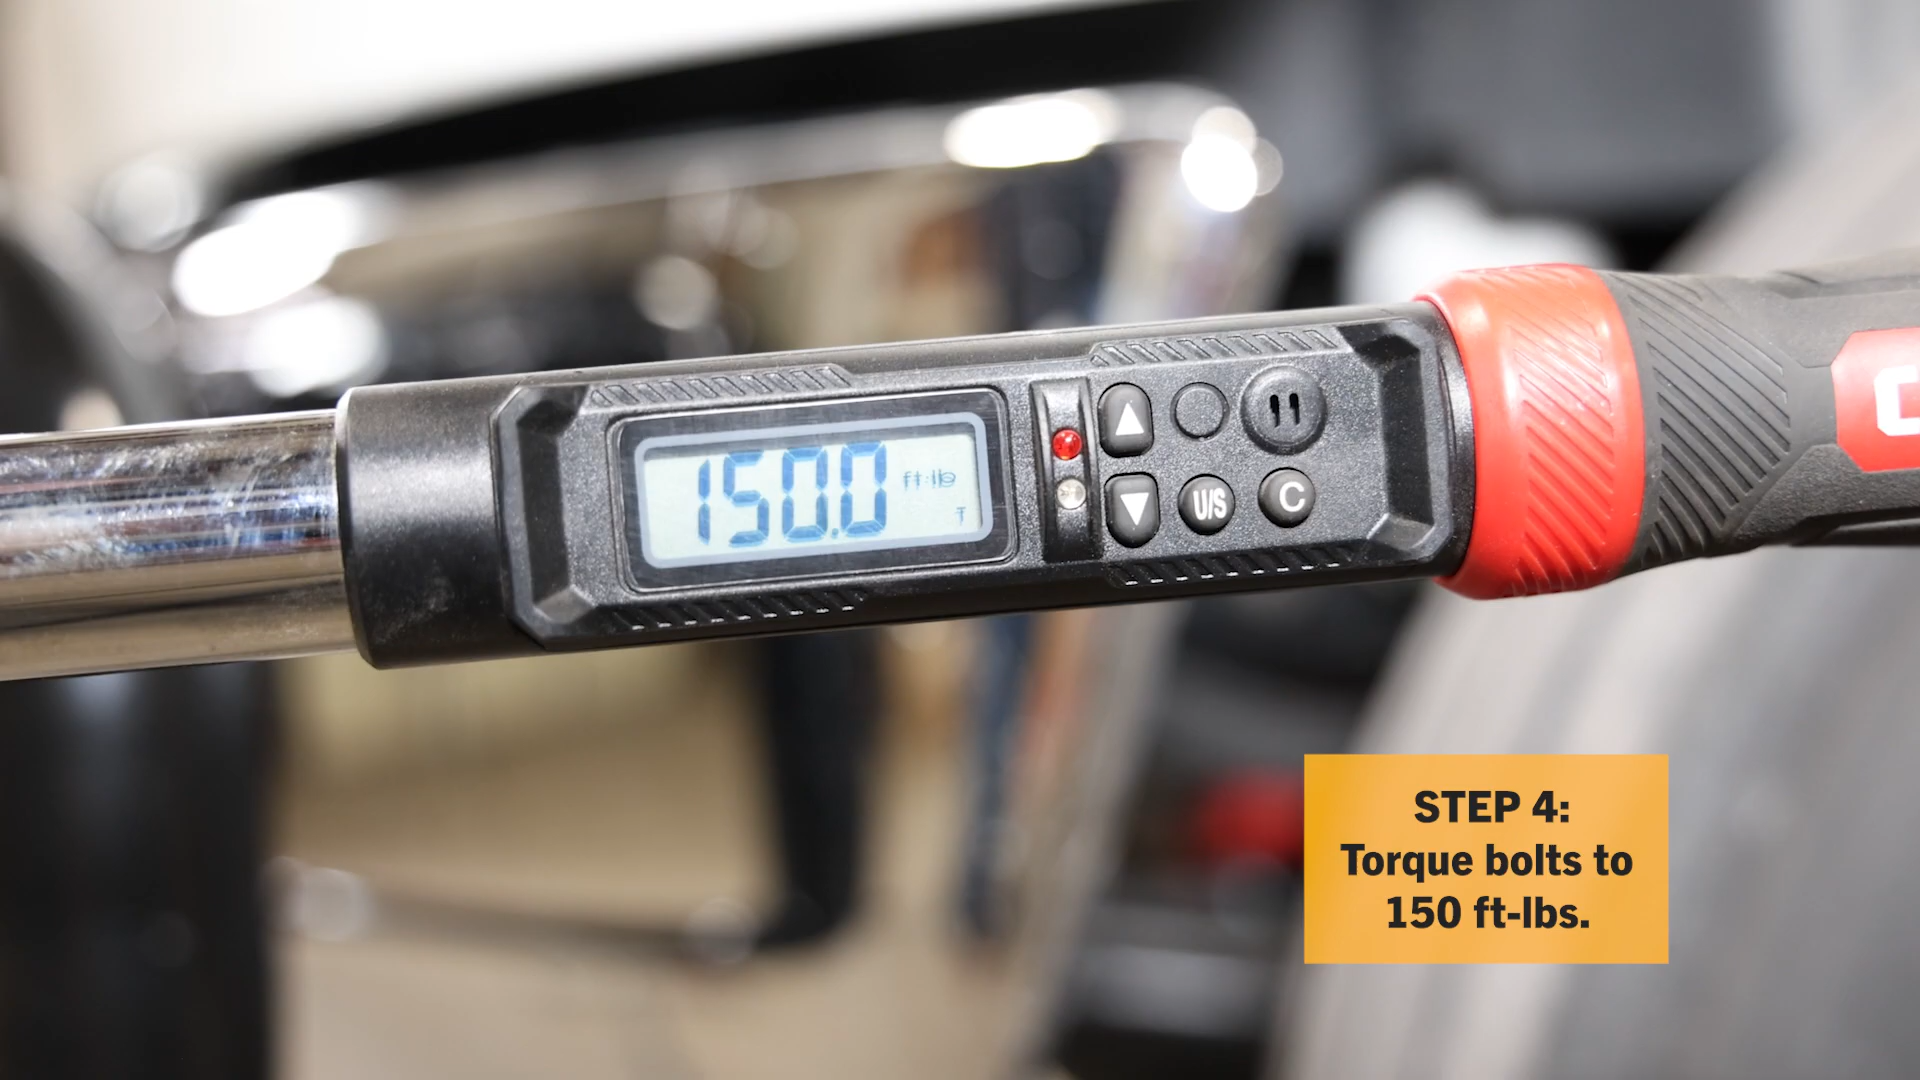 150.0 ft-lb
T
U/S
C
STEP 4:
Torque bolts to
150 ft-lbs.